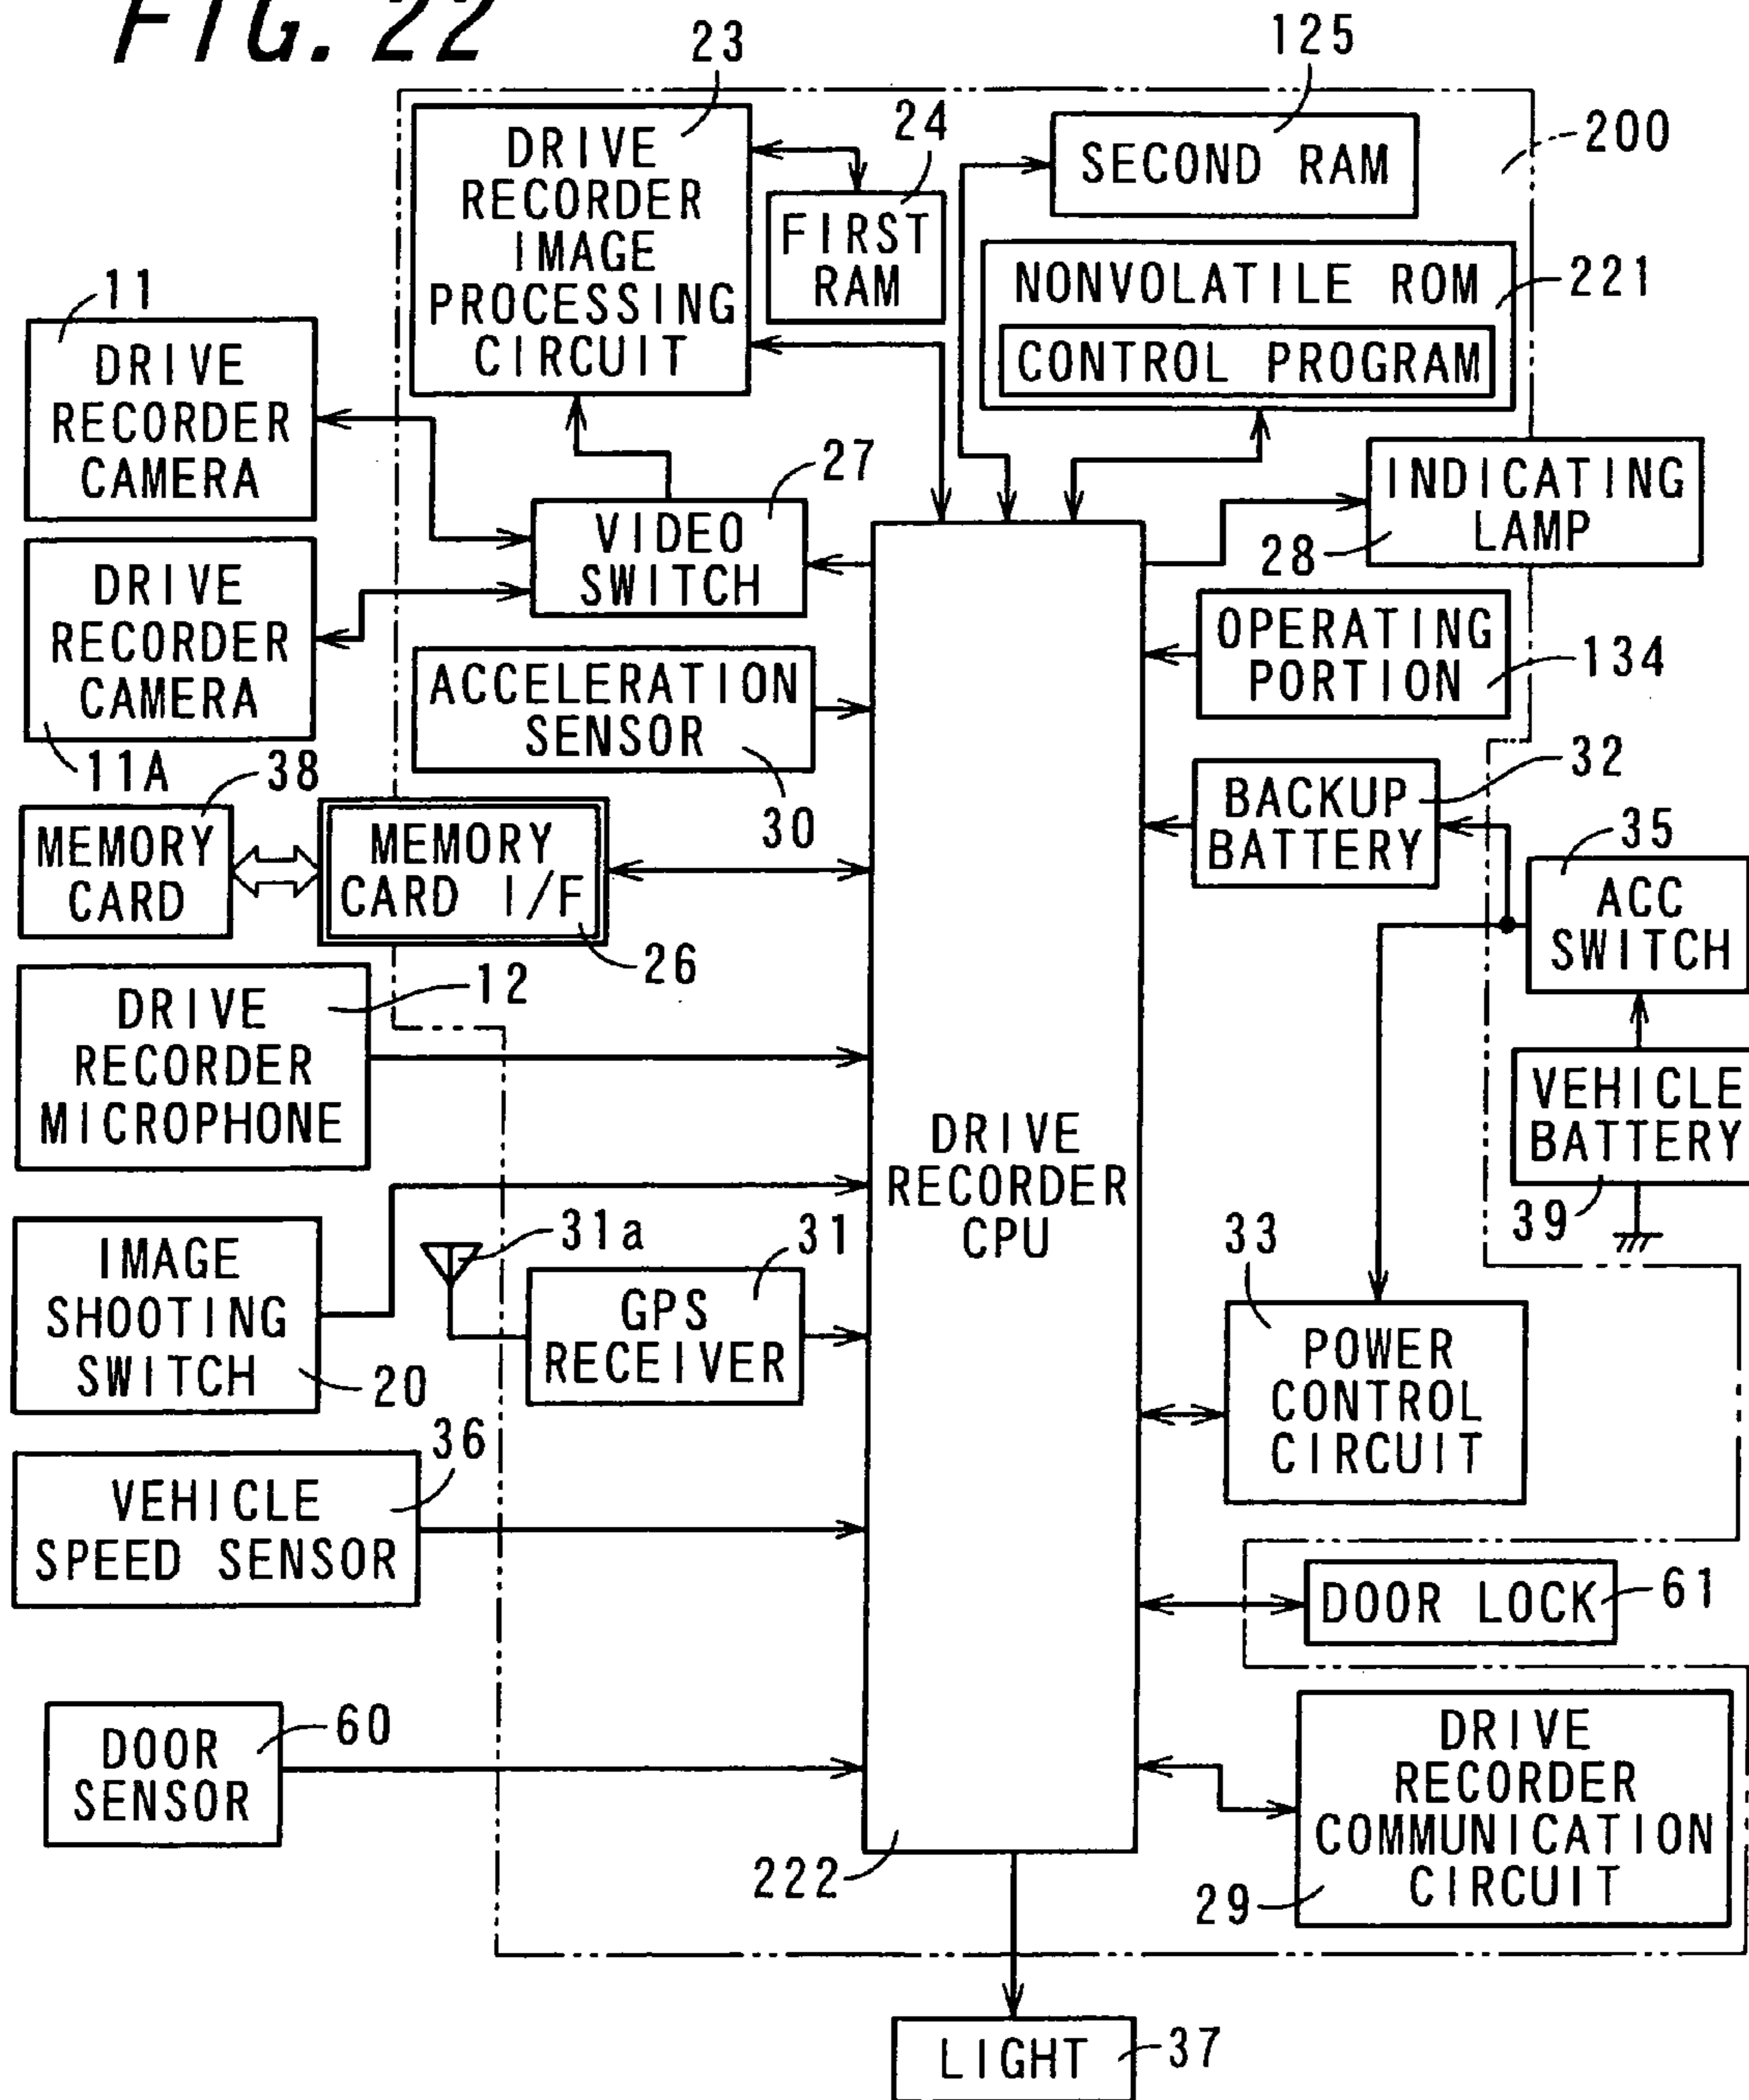 FIG. 22
23
125
24
200
DRIVE
RECORDER
IMAGE
PROCESSING
CIRCUIT
FIRST
RAM
SECOND RAM
NONVOLATILE ROM
CONTROL PROGRAM
221
11
DRIVE
RECORDER
CAMERA
27
VIDEO
SWITCH
INDICATING
LAMP
28
DRIVE
RECORDER
CAMERA
11A
OPERATING
PORTION
134
ACCELERATION
SENSOR
30
38
MEMORY
CARD
MEMORY
CARD I/F
26
BACKUP
BATTERY
32
35
ACC
SWITCH
12
DRIVE
RECORDER
MICROPHONE
DRIVE
RECORDER
CPU
VEHICLE
BATTERY
39
IMAGE
SHOOTING
SWITCH
20
31a
31
GPS
RECEIVER
33
POWER
CONTROL
CIRCUIT
36
VEHICLE
SPEED SENSOR
DOOR LOCK
61
60
DOOR
SENSOR
DRIVE
RECORDER
COMMUNICATION
CIRCUIT
29
222
LIGHT
37